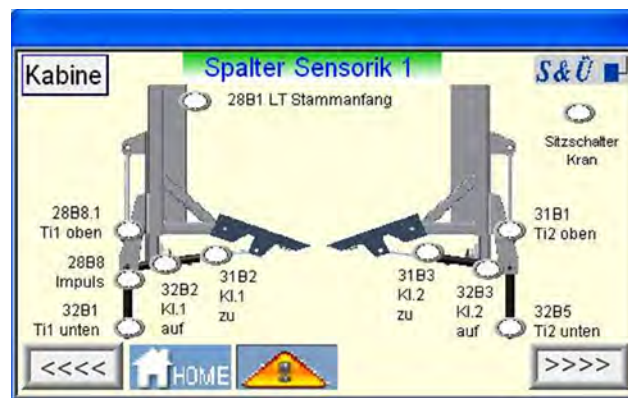 Kabine
Spalter Sensorik 1
S&Ü
28B1 LT Stammanfang
Sitzschalter
Kran
28B8.1
Ti1 oben
31B1
Ti2 oben
28B8
Impuls
32B1
Ti1 unten
32B2
Kl.1
auf
31B2
Kl.1
zu
31B3
Kl.2
zu
32B3
Kl.2
auf
32B5
Ti2 unten
<<<<
HOME
>>>>